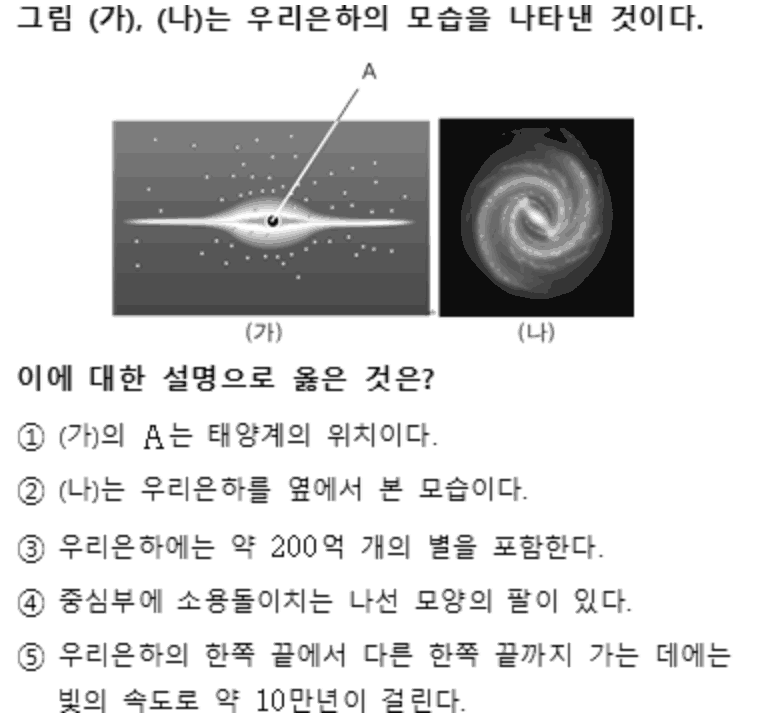 그림 (가), (나)는 우리은하의 모습을 나타낸 것이다.
A
(가)
(나)
이에 대한 설명으로 옳은 것은?
① (가)의 A는 태양계의 위치이다.
② (나)는 우리은하를 옆에서 본 모습이다.
③ 우리은하에는 약 200억 개의 별을 포함한다.
④ 중심부에 소용돌이치는 나선 모양의 팔이 있다.
⑤ 우리은하의 한쪽 끝에서 다른 한쪽 끝까지 가는 데에는
빛의 속도로 약 10만년이 걸린다.